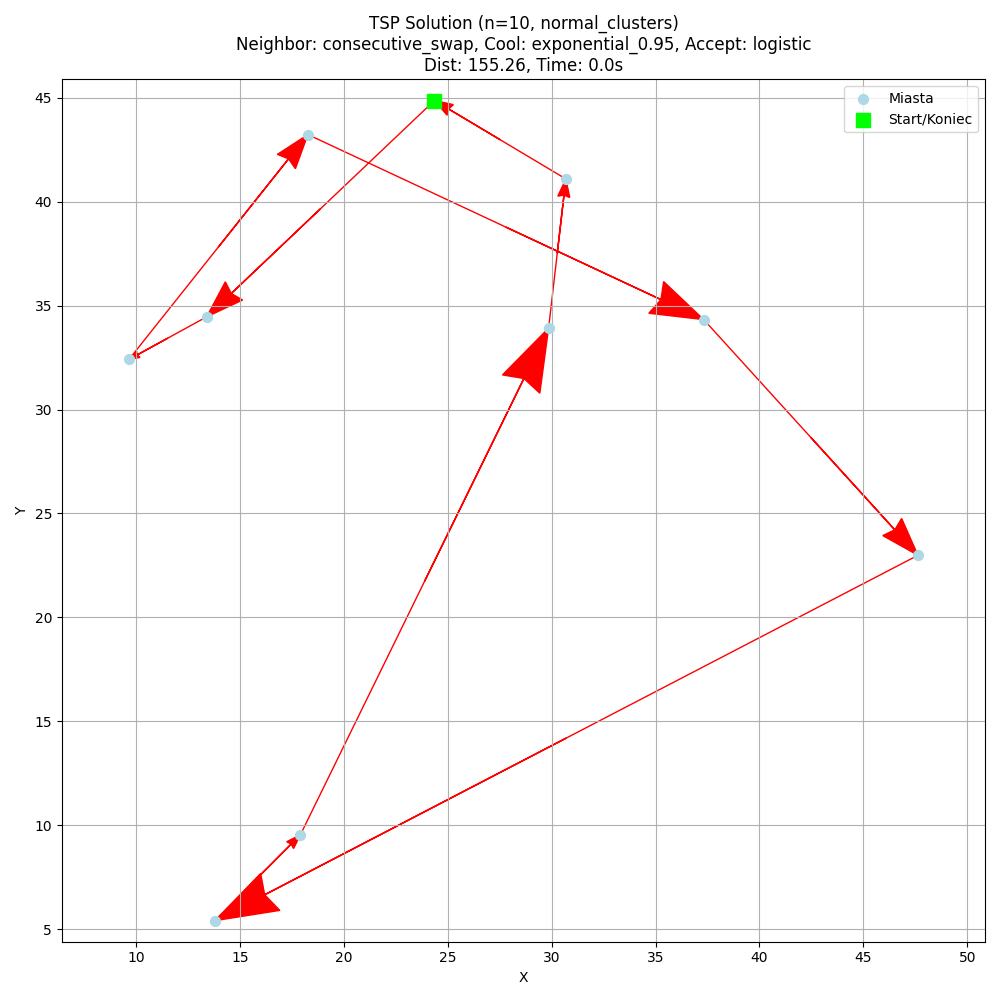 TSP Solution (n=10, normal_clusters)
Neighbor: consecutive_swap, Cool: exponential_0.95, Accept: logistic
Dist: 155.26, Time: 0.0s
Miasta
Start/Koniec
45
40
35
30
25
20
15
10
5
Y
10 15 20 25 30 35 40 45 50
X